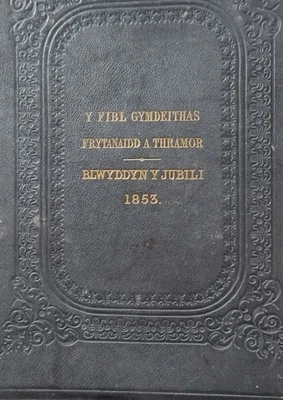 Y FIBL GYMDEITHAS
FRYTANAIDD A THRAMOR
BLWYDDYN Y JUBILI
1853.